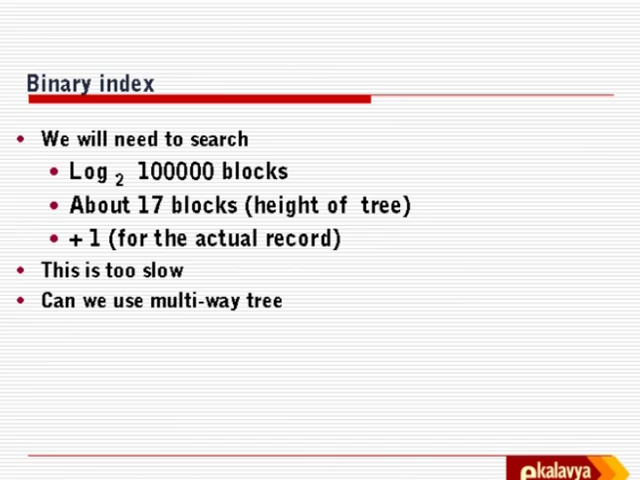 Binary index
• We will need to search
• Log 2 100000 blocks
• About 17 blocks (height of tree)
• + 1 (for the actual record)
• This is too slow
• Can we use multi-way tree
ekalavya